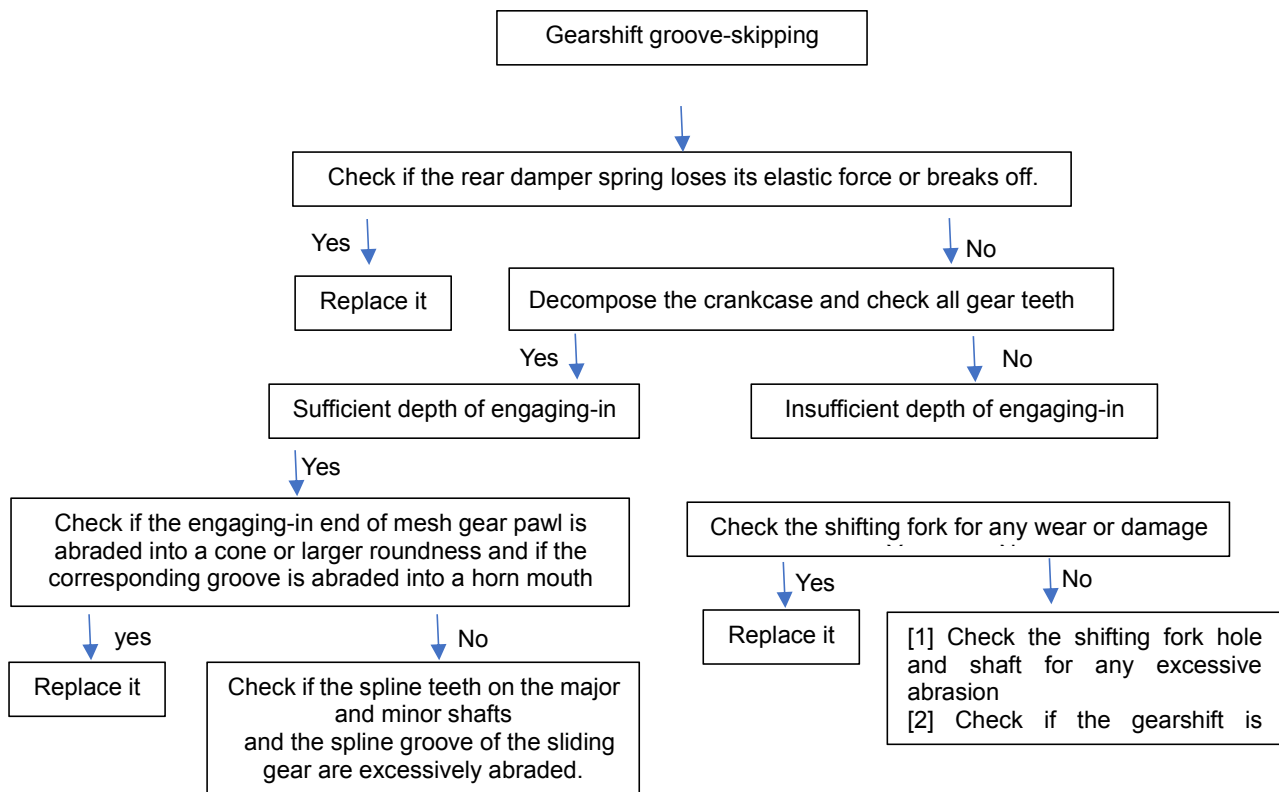 Gearshift groove-skipping
Check if the rear damper spring loses its elastic force or breaks off.
Yes
No
Replace it
Decompose the crankcase and check all gear teeth
Yes
No
Sufficient depth of engaging-in
Insufficient depth of engaging-in
Yes
Check if the engaging-in end of mesh gear pawl is
abraded into a cone or larger roundness and if the
corresponding groove is abraded into a horn mouth
Check the shifting fork for any wear or damage
Yes
No
yes
No
Replace it
Replace it
Check if the spline teeth on the major
and minor shafts
and the spline groove of the sliding
gear are excessively abraded.
[1] Check the shifting fork hole
and shaft for any excessive
abrasion
[2] Check if the gearshift is